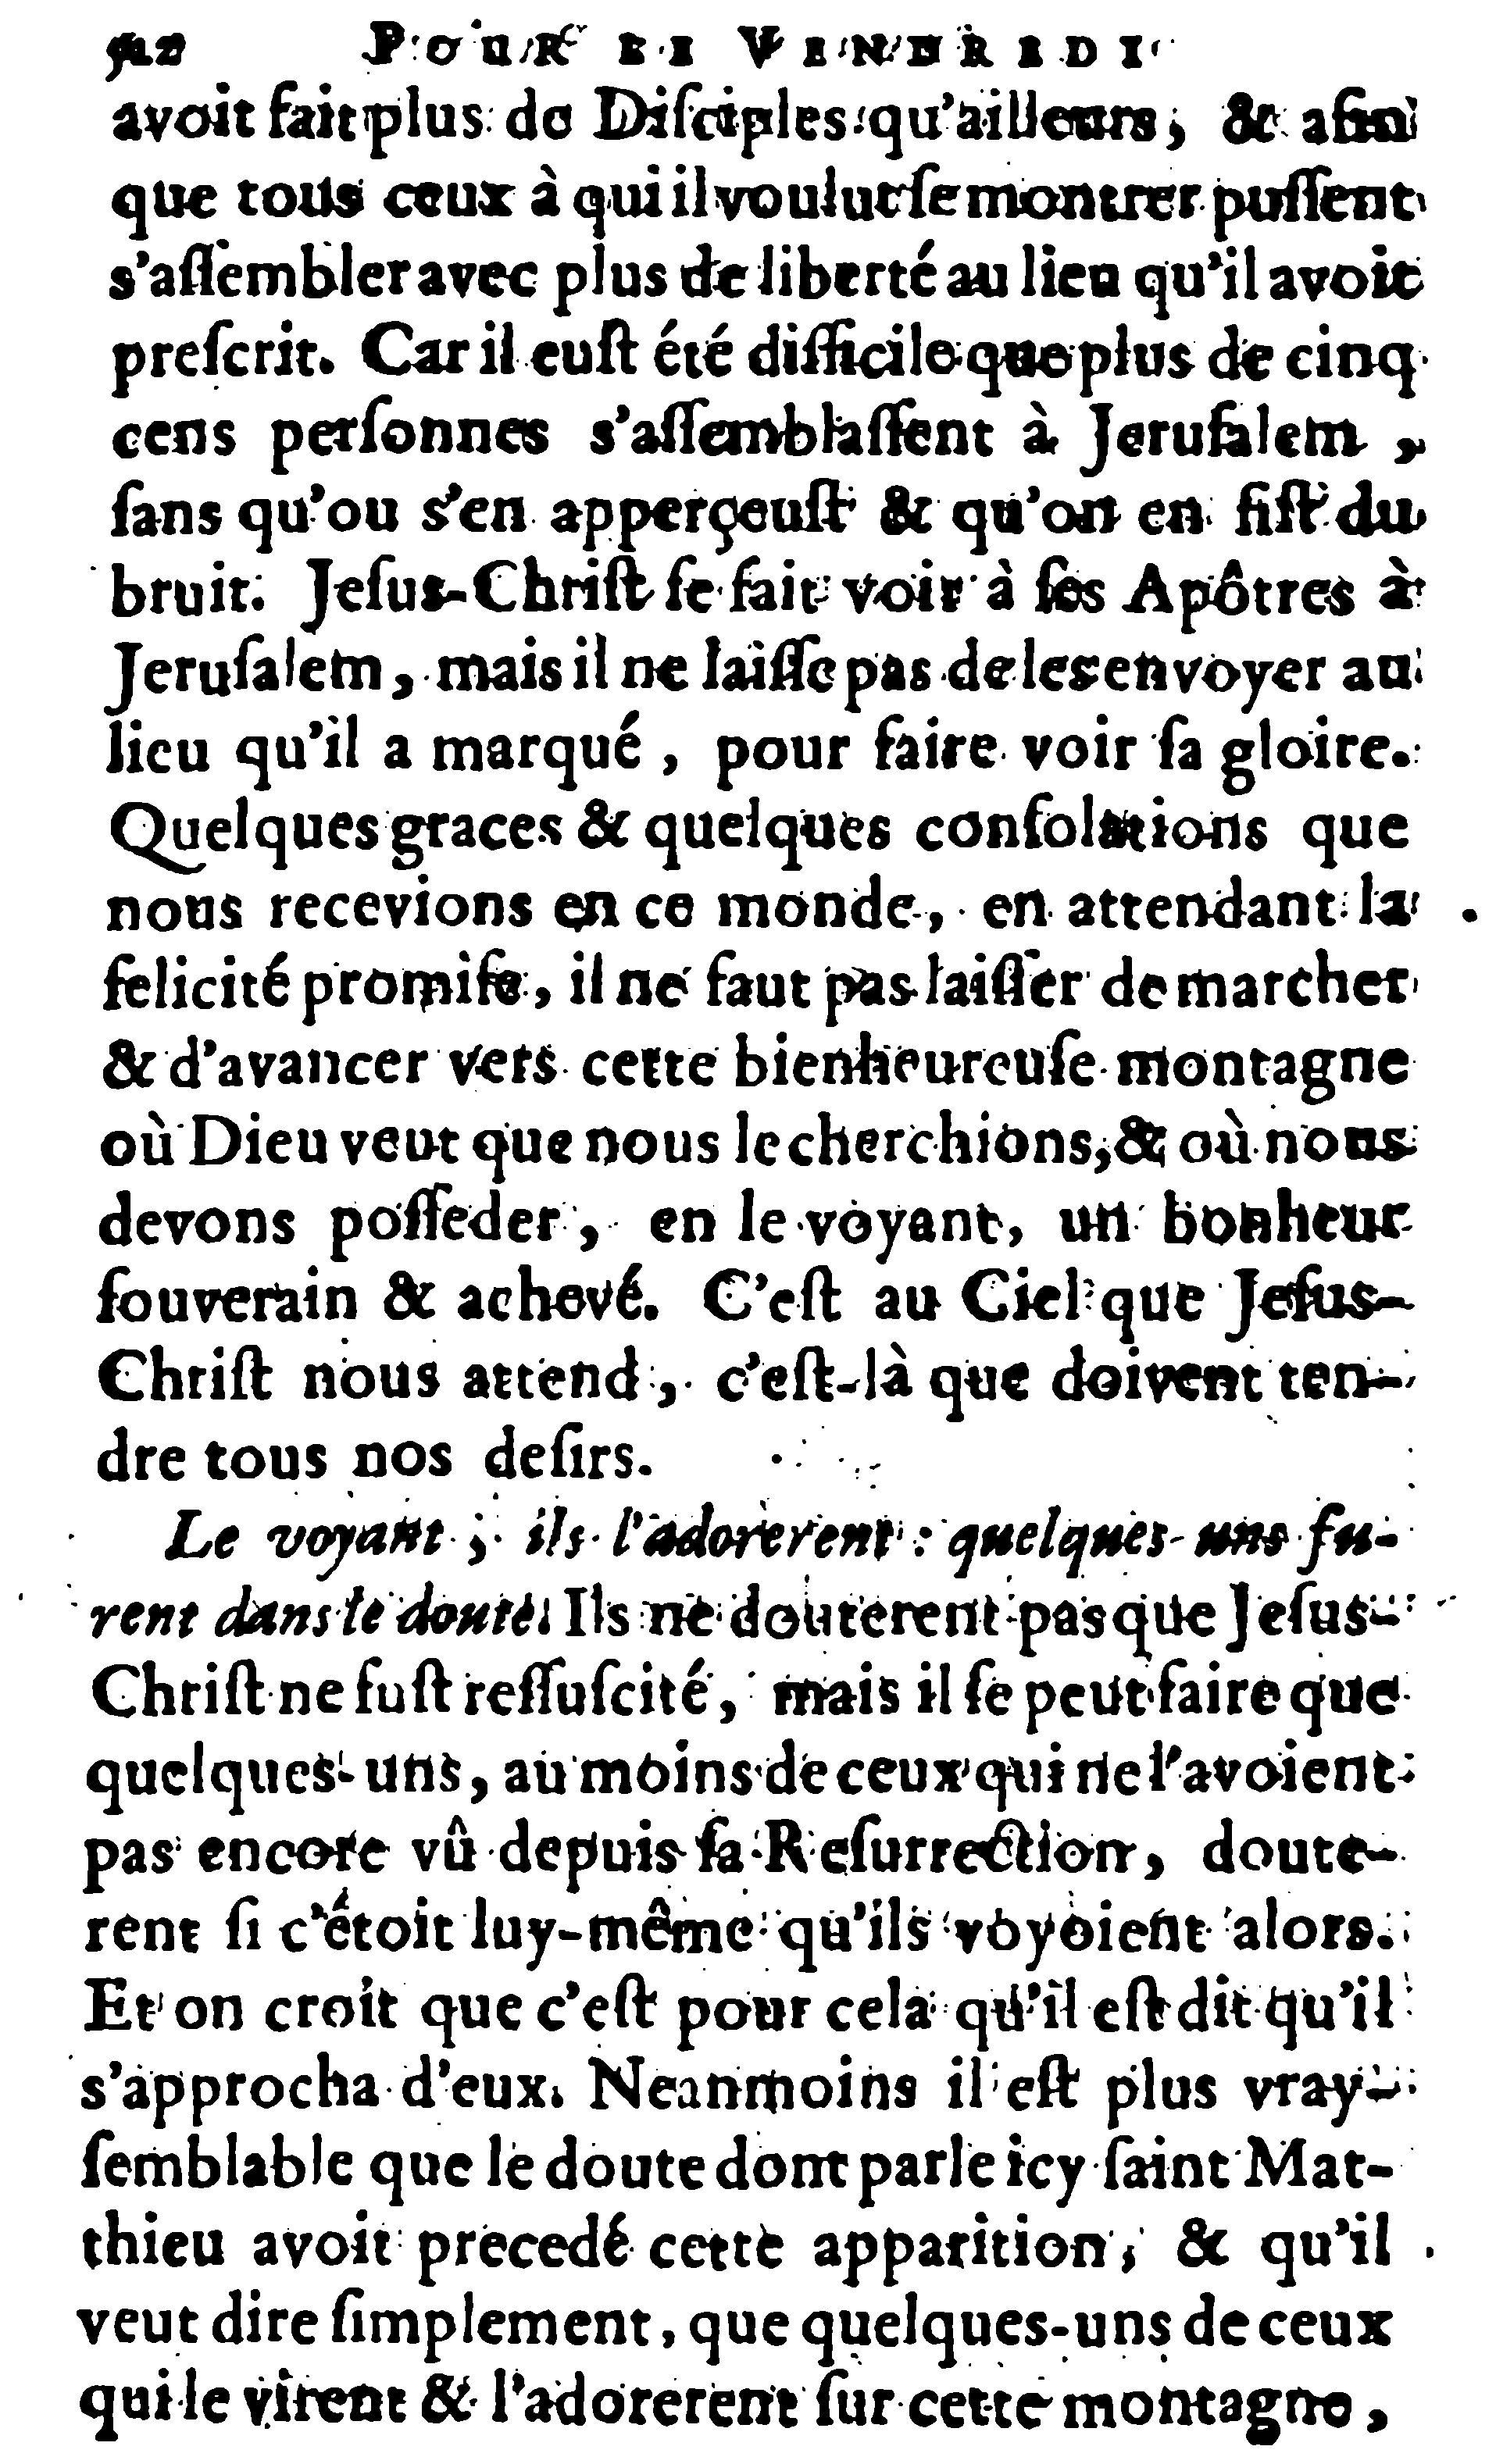 POUR LE VENDREDI
avoit fait plus de Diſciples qu'ailleurs, & afin
que tous ceux à qui il voulut ſe montrer puſſent
s'aſſembler avec plus de liberté au lieu qu'il avoit
preſcrit. Car il euſt été difficile que plus de cinq
cens perſonnes s'aſſemblaſſent à Jeruſalem,
ſans qu'ou s'en apperçeuſt & qu'on en fiſt du
bruit. Jeſus-Chriſt ſe fait voir à ſes Apôtres à
Jeruſalem, mais il ne laiſſe pas de les envoyer au
lieu qu'il a marqué, pour faire voir ſa gloire.
Quelques graces & quelques conſolations que
nous recevions en ce monde, en attendant la
felicité promiſe, il ne faut pas laiſſer de marcher
& d'avancer vers cette bienheureuſe montagne
où Dieu veut que nous le cherchions, & où nous
devons poſſeder, en le voyant, un bonheur
ſouverain & achevé. C'eſt au Ciel que Jeſus-
Chriſt nous attend, c'eſt-là que doivent ten-
dre tous nos deſirs.
Le voyant, ils l'adorerent : quelques-uns fu-
rent dans le doute. Ils ne douterent pas que Jeſus-
Chriſt ne fuſt reſſuſcité, mais il ſe peut faire que
quelques-uns, au moins de ceux qui ne l'avoient
pas encore vû depuis ſa Reſurrection, doute-
rent ſi c'étoit luy-même qu'ils voyoient alors.
Et on croit que c'eſt pour cela qu'il eſt dit qu'il
s'approcha d'eux. Neanmoins il eſt plus vray-
ſemblable que le doute dont parle icy ſaint Mat-
thieu avoit precedé cette apparition, & qu'il
veut dire ſimplement, que quelques-uns de ceux
qui le virent & l'adorerent ſur cette montagne,